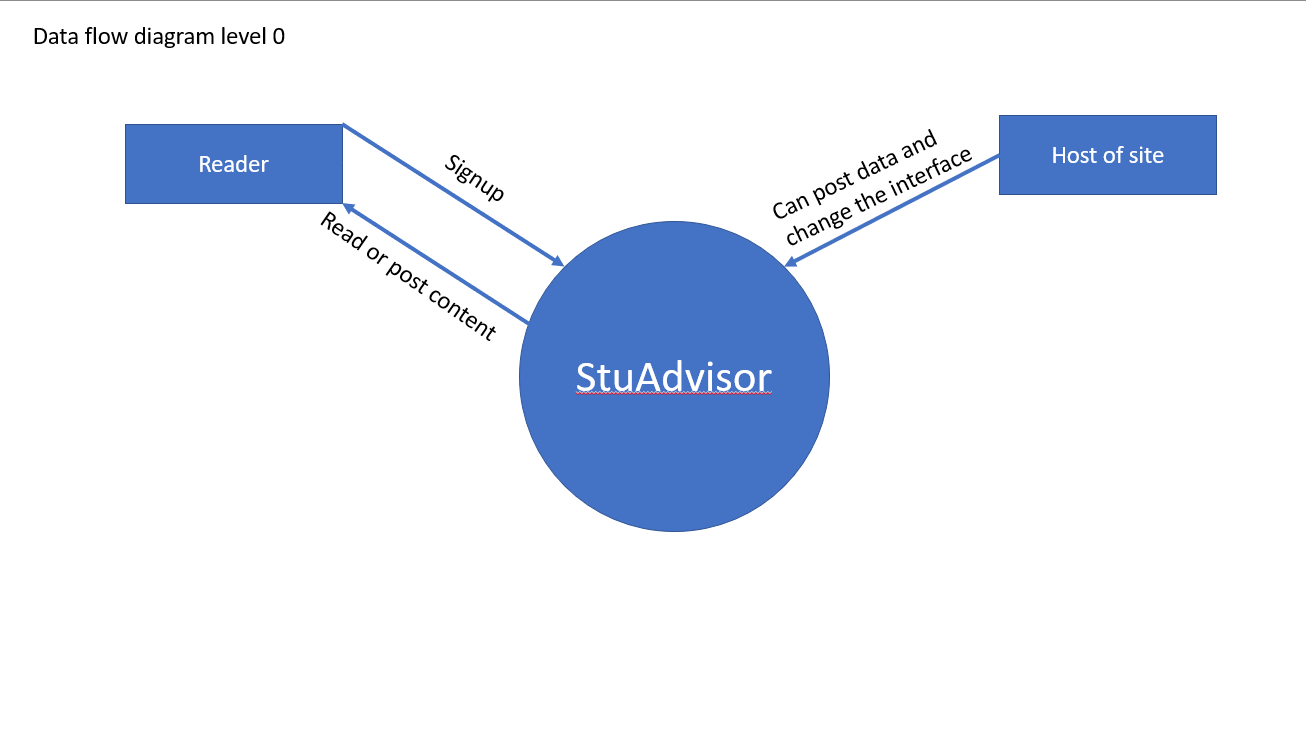 Data flow diagram level 0
Reader
Signup
Read or post content
Can post data and
change the interface
Host of site
StuAdvisor